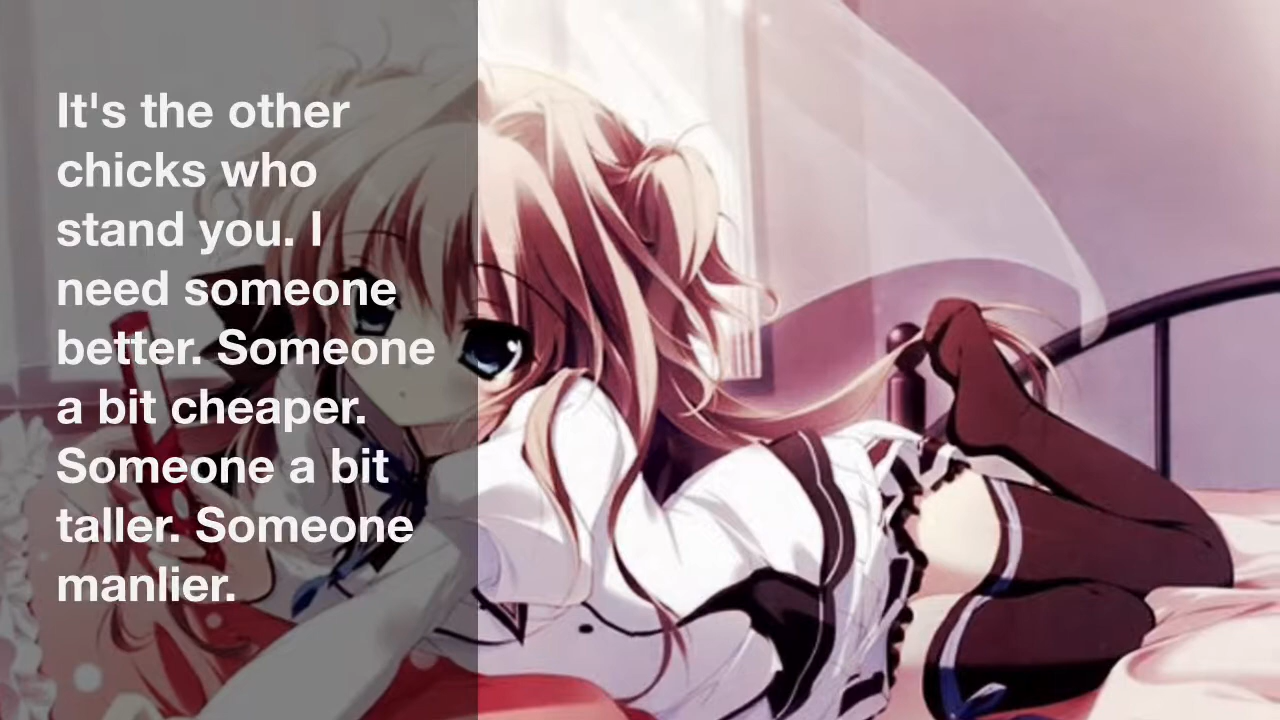 It's the other
chicks who
stand you. I
need someone
better. Someone
a bit cheaper.
Someone a bit
taller. Someone
manlier.